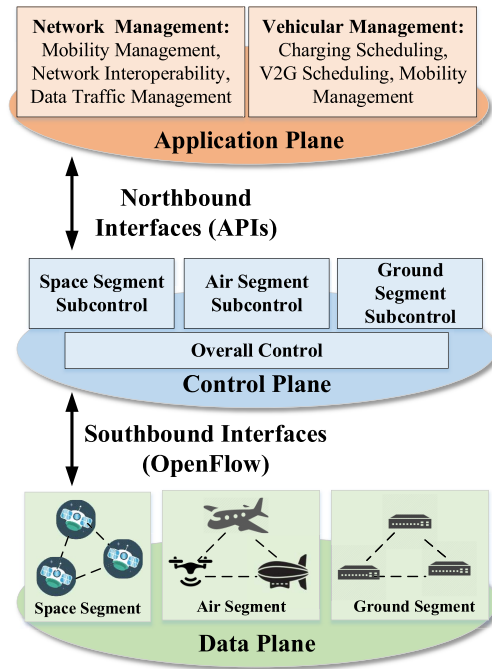 Network Management:
Mobility Management,
Network Interoperability,
Data Traffic Management
Vehicular Management:
Charging Scheduling,
V2G Scheduling, Mobility
Management
Application Plane
Northbound
Interfaces (APIs)
Space Segment
Subcontrol
Air Segment
Subcontrol
Ground
Segment
Subcontrol
Overall Control
Control Plane
Southbound Interfaces
(OpenFlow)
Space Segment
Air Segment
Ground Segment
Data Plane